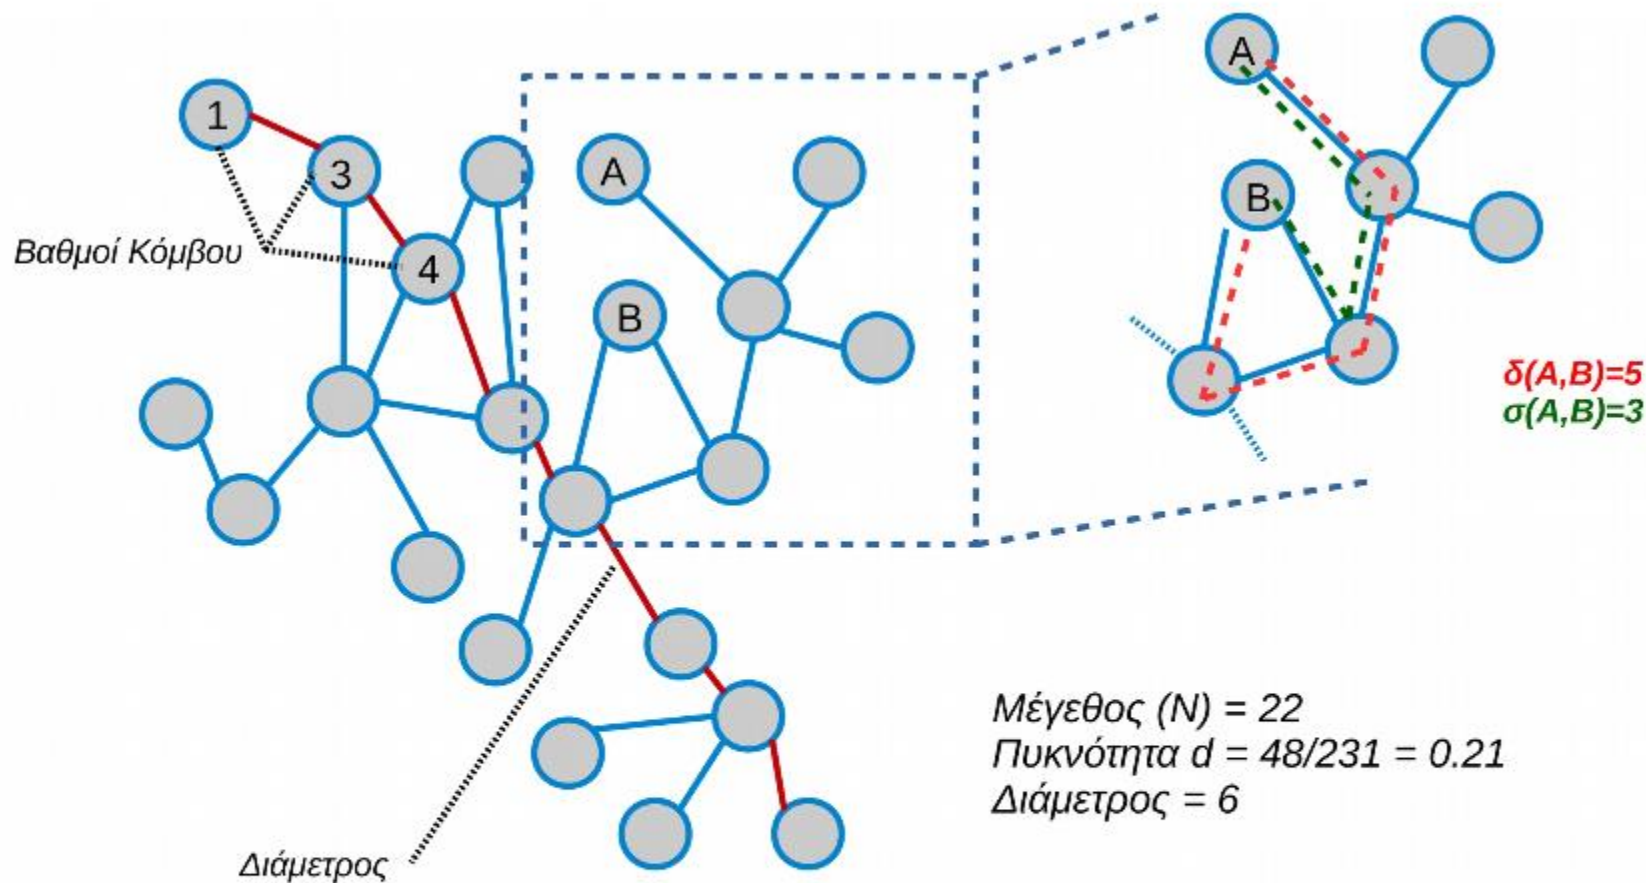 A
1
A
3
B
Βαθμοί Κόμβου
4
B
δ(A,B)=5
σ(A,B)=3
Μέγεθος (N) = 22
Πυκνότητα d = 48/231 = 0.21
Διάμετρος = 6
Διάμετρος